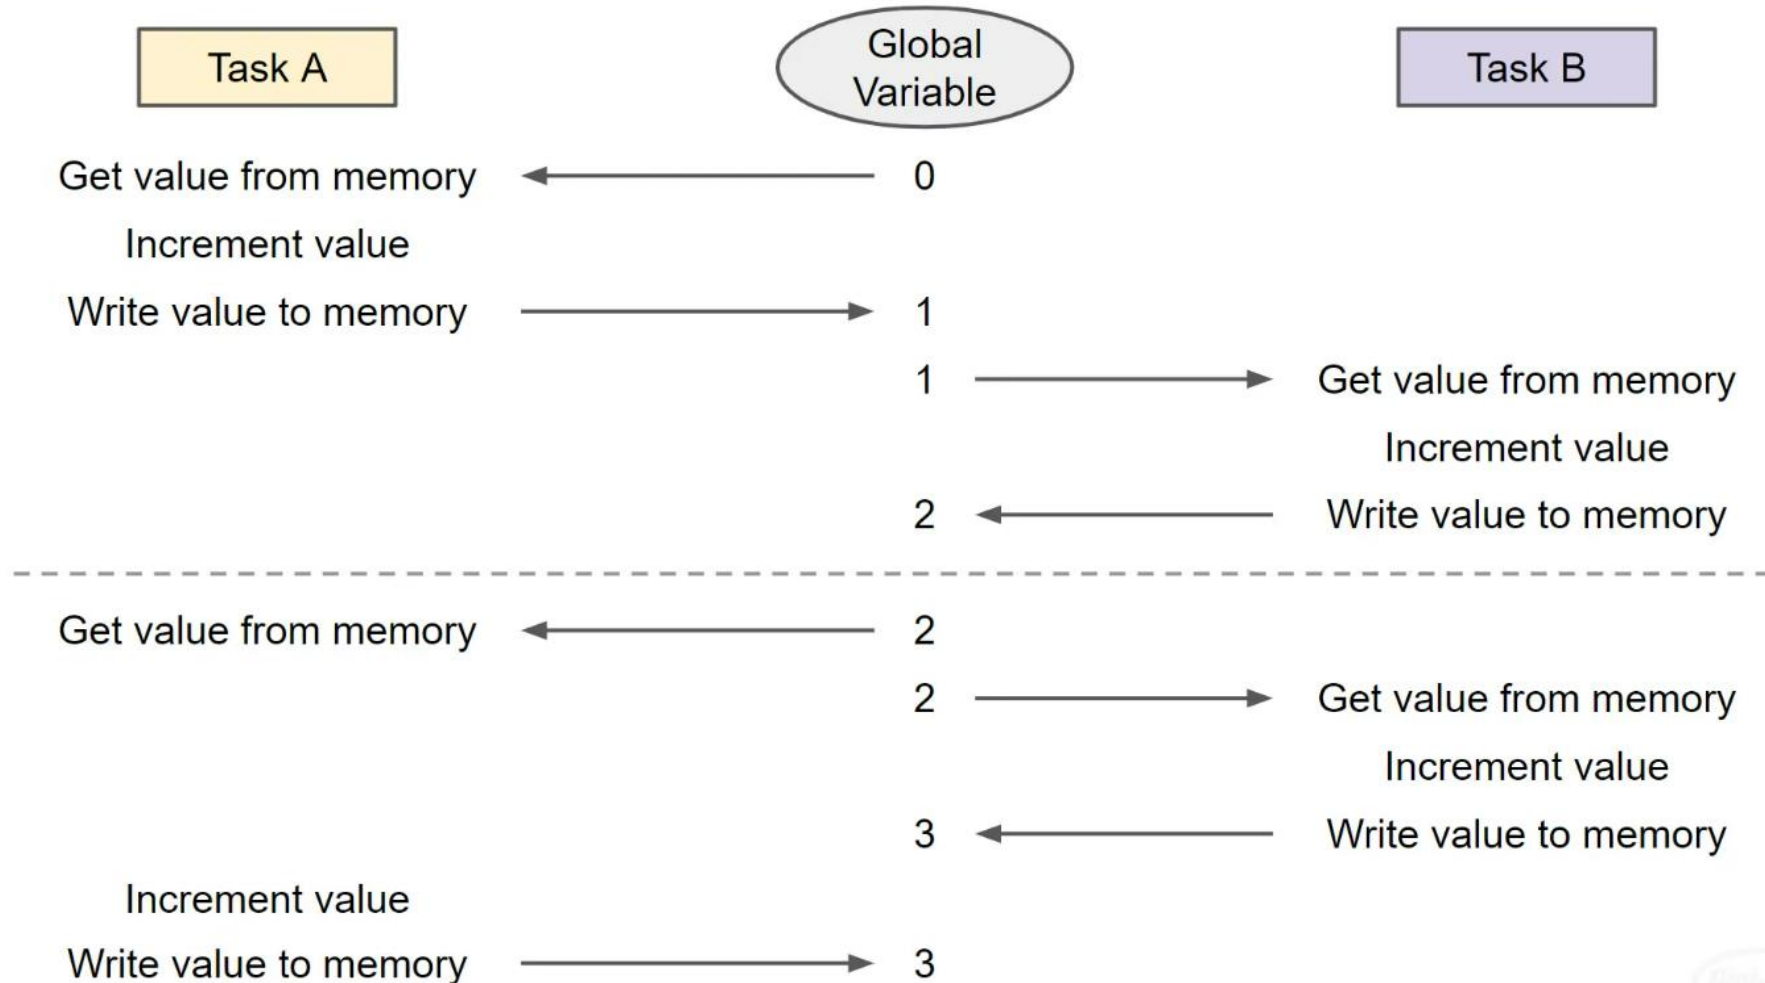 Task A
Global
Variable
Task B
Get value from memory
0
Increment value
Write value to memory
1
1
Get value from memory
Increment value
2
Write value to memory
Get value from memory
2
2
Get value from memory
Increment value
3
Write value to memory
Increment value
Write value to memory
3